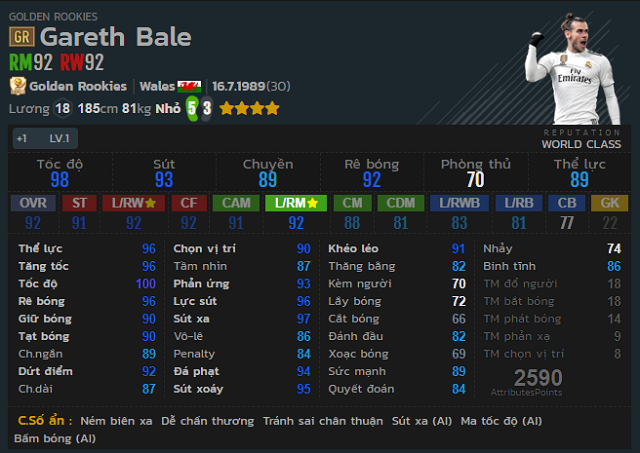 GOLDEN ROOKIES
GR Gareth Bale
RM92 RW92
Golden Rookies Wales 16.7.1989(30)
Lương 18 185cm 81kg Nhỏ 5 3
Fly Emirates
REPUTATION
WORLD CLASS
+1 LV.1
Tốc độ Sút Chuyền Rê bóng Phòng thủ Thể lực
98 93 89 92 70 89
OVR ST L/RW CF CAM L/RM CM CDM L/RWB L/RB CB GK
92 91 92 92 91 92 88 81 83 81 77 22
Thể lực 96 Chọn vị trí 90 Khéo léo 91 Nhảy 74
Tăng tốc 96 Tầm nhìn 87 Thăng bằng 82 Bình tĩnh 86
Tốc độ 100 Phản ứng 93 Kèm người 70 TM đổ người 18
Rê bóng 96 Lực sút 96 Lấy bóng 72 TM bắt bóng 18
Giữ bóng 90 Sút xa 97 Cắt bóng 66 TM phát bóng 14
Tạt bóng 90 Vô-lê 86 Đánh đầu 82 TM phản xạ 9
Ch.ngắn 89 Penalty 84 Xoạc bóng 69 TM chọn vị trí 8
Dứt điểm 92 Đá phạt 94 Sức mạnh 89 2590
Ch.dài 87 Sút xoáy 95 Quyết đoán 84 AttributesPoints
C.Số ẩn : Ném biên xa Dễ chấn thương Tránh sai chân thuận Sút xa (AI) Ma tốc độ (AI)
Bấm bóng (AI)